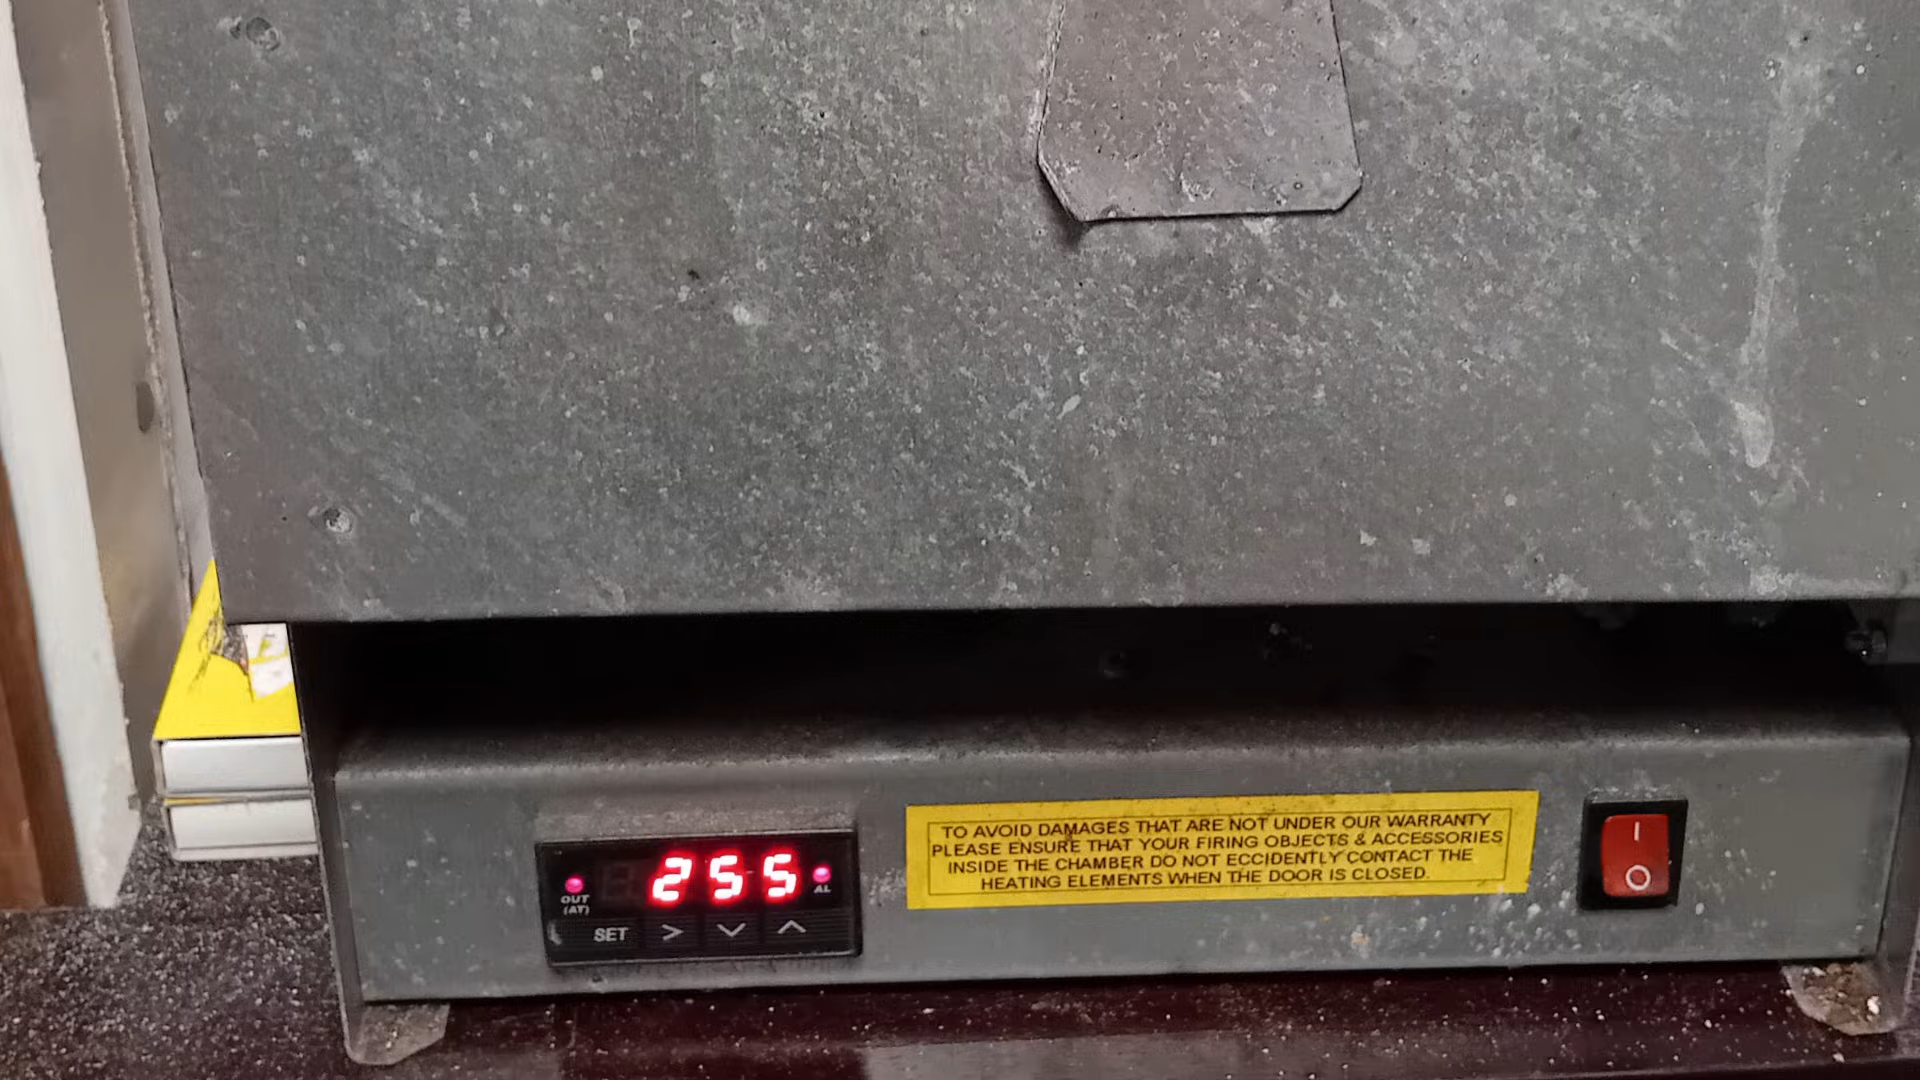 TO AVOID DAMAGES THAT ARE NOT UNDER OUR WARRANTY
PLEASE ENSURE THAT YOUR FIRING OBJECTS & ACCESSORIES
INSIDE THE CHAMBER DO NOT ECCIDENTLY CONTACT THE
HEATING ELEMENTS WHEN THE DOOR IS CLOSED.
255
OUT
(AT)
AL
SET > ∨ ∧
I
O